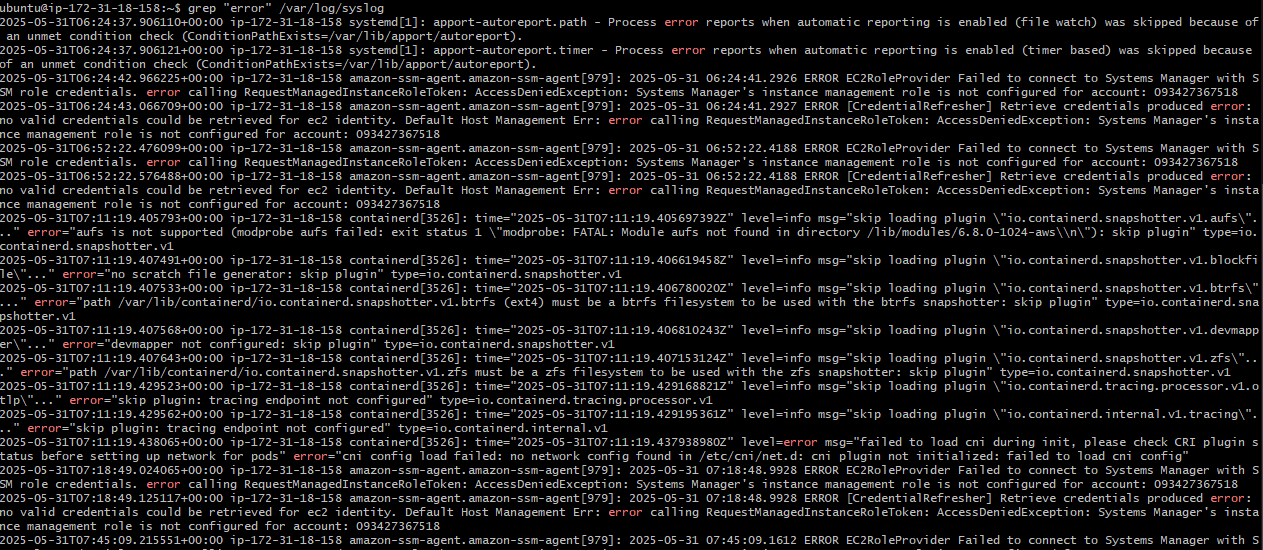 ubuntu@ip-172-31-18-158:~$ grep "error" /var/log/syslog
2025-05-31T06:24:37.906110+00:00 ip-172-31-18-158 systemd[1]: apport-autoreport.path - Process error reports when automatic reporting is enabled (file watch) was skipped because of
 an unmet condition check (ConditionPathExists=/var/lib/apport/autoreport).
2025-05-31T06:24:37.906121+00:00 ip-172-31-18-158 systemd[1]: apport-autoreport.timer - Process error reports when automatic reporting is enabled (timer based) was skipped because
of an unmet condition check (ConditionPathExists=/var/lib/apport/autoreport).
2025-05-31T06:24:42.966225+00:00 ip-172-31-18-158 amazon-ssm-agent.amazon-ssm-agent[979]: 2025-05-31 06:24:41.2926 ERROR EC2RoleProvider Failed to connect to Systems Manager with S
SM role credentials. error calling RequestManagedInstanceRoleToken: AccessDeniedException: Systems Manager's instance management role is not configured for account: 093427367518
2025-05-31T06:24:43.066709+00:00 ip-172-31-18-158 amazon-ssm-agent.amazon-ssm-agent[979]: 2025-05-31 06:24:41.2927 ERROR [CredentialRefresher] Retrieve credentials produced error:
no valid credentials could be retrieved for ec2 identity. Default Host Management Err: error calling RequestManagedInstanceRoleToken: AccessDeniedException: Systems Manager's insta
nce management role is not configured for account: 093427367518
2025-05-31T06:52:22.476099+00:00 ip-172-31-18-158 amazon-ssm-agent.amazon-ssm-agent[979]: 2025-05-31 06:52:22.4188 ERROR EC2RoleProvider Failed to connect to Systems Manager with S
SM role credentials. error calling RequestManagedInstanceRoleToken: AccessDeniedException: Systems Manager's instance management role is not configured for account: 093427367518
2025-05-31T06:52:22.576488+00:00 ip-172-31-18-158 amazon-ssm-agent.amazon-ssm-agent[979]: 2025-05-31 06:52:22.4188 ERROR [CredentialRefresher] Retrieve credentials produced error:
no valid credentials could be retrieved for ec2 identity. Default Host Management Err: error calling RequestManagedInstanceRoleToken: AccessDeniedException: Systems Manager's insta
nce management role is not configured for account: 093427367518
2025-05-31T07:11:19.405793+00:00 ip-172-31-18-158 containerd[3526]: time="2025-05-31T07:11:19.405697392Z" level=info msg="skip loading plugin \"io.containerd.snapshotter.v1.aufs\".
.." error="aufs is not supported (modprobe aufs failed: exit status 1 \"modprobe: FATAL: Module aufs not found in directory /lib/modules/6.8.0-1024-aws\\n\"): skip plugin" type=io.
containerd.snapshotter.v1
2025-05-31T07:11:19.407491+00:00 ip-172-31-18-158 containerd[3526]: time="2025-05-31T07:11:19.406619458Z" level=info msg="skip loading plugin \"io.containerd.snapshotter.v1.blockfi
le\"..." error="no scratch file generator: skip plugin" type=io.containerd.snapshotter.v1
2025-05-31T07:11:19.407533+00:00 ip-172-31-18-158 containerd[3526]: time="2025-05-31T07:11:19.406780020Z" level=info msg="skip loading plugin \"io.containerd.snapshotter.v1.btrfs\"
..." error="path /var/lib/containerd/io.containerd.snapshotter.v1.btrfs (ext4) must be a btrfs filesystem to be used with the btrfs snapshotter: skip plugin" type=io.containerd.sna
pshotter.v1
2025-05-31T07:11:19.407568+00:00 ip-172-31-18-158 containerd[3526]: time="2025-05-31T07:11:19.406810243Z" level=info msg="skip loading plugin \"io.containerd.snapshotter.v1.devmapp
er\"..." error="devmapper not configured: skip plugin" type=io.containerd.snapshotter.v1
2025-05-31T07:11:19.407643+00:00 ip-172-31-18-158 containerd[3526]: time="2025-05-31T07:11:19.407153124Z" level=info msg="skip loading plugin \"io.containerd.snapshotter.v1.zfs\"..
." error="path /var/lib/containerd/io.containerd.snapshotter.v1.zfs must be a zfs filesystem to be used with the zfs snapshotter: skip plugin" type=io.containerd.snapshotter.v1
2025-05-31T07:11:19.429523+00:00 ip-172-31-18-158 containerd[3526]: time="2025-05-31T07:11:19.429168821Z" level=info msg="skip loading plugin \"io.containerd.tracing.processor.v1.o
tlp\"..." error="skip plugin: tracing endpoint not configured" type=io.containerd.tracing.processor.v1
2025-05-31T07:11:19.429562+00:00 ip-172-31-18-158 containerd[3526]: time="2025-05-31T07:11:19.429195361Z" level=info msg="skip loading plugin \"io.containerd.internal.v1.tracing\".
.." error="skip plugin: tracing endpoint not configured" type=io.containerd.internal.v1
2025-05-31T07:11:19.438065+00:00 ip-172-31-18-158 containerd[3526]: time="2025-05-31T07:11:19.437938980Z" level=error msg="failed to load cni during init, please check CRI plugin s
tatus before setting up network for pods" error="cni config load failed: no network config found in /etc/cni/net.d: cni plugin not initialized: failed to load cni config"
2025-05-31T07:18:49.024065+00:00 ip-172-31-18-158 amazon-ssm-agent.amazon-ssm-agent[979]: 2025-05-31 07:18:48.9928 ERROR EC2RoleProvider Failed to connect to Systems Manager with S
SM role credentials. error calling RequestManagedInstanceRoleToken: AccessDeniedException: Systems Manager's instance management role is not configured for account: 093427367518
2025-05-31T07:18:49.125117+00:00 ip-172-31-18-158 amazon-ssm-agent.amazon-ssm-agent[979]: 2025-05-31 07:18:48.9928 ERROR [CredentialRefresher] Retrieve credentials produced error:
no valid credentials could be retrieved for ec2 identity. Default Host Management Err: error calling RequestManagedInstanceRoleToken: AccessDeniedException: Systems Manager's insta
nce management role is not configured for account: 093427367518
2025-05-31T07:45:09.215551+00:00 ip-172-31-18-158 amazon-ssm-agent.amazon-ssm-agent[979]: 2025-05-31 07:45:09.1612 ERROR EC2RoleProvider Failed to connect to Systems Manager with S